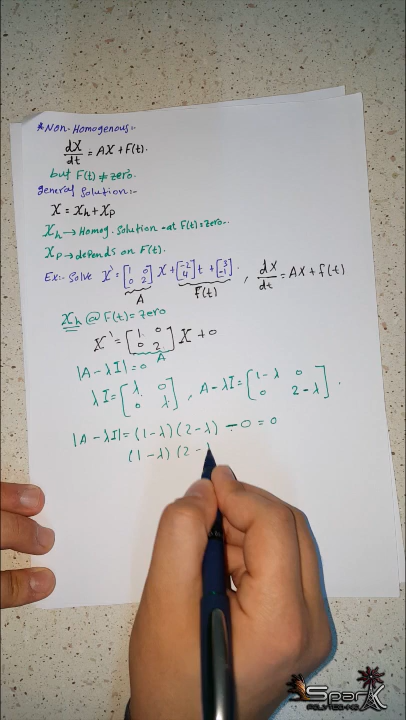 * Non-Homogenous:-
dX/dt = AX + F(t).
but F(t) ≠ zero.
general solution:-
X = Xh + Xp
Xh → Homog. Solution at F(t) = zero.
Xp → depends on F(t).
Ex:- Solve X' = [1 0; 0 2] X + [-2; 4] t + [3; -1] , dX/dt = AX + f(t)
A F(t)
Xh @ F(t) = zero
X' = [1 0; 0 2] X + 0
|A - λI| = 0 A
λI = [λ 0; 0 λ] , A - λI = [1-λ 0; 0 2-λ] .
|A - λI| = (1-λ)(2-λ) - 0 = 0
(1-λ)(2-λ
Spark